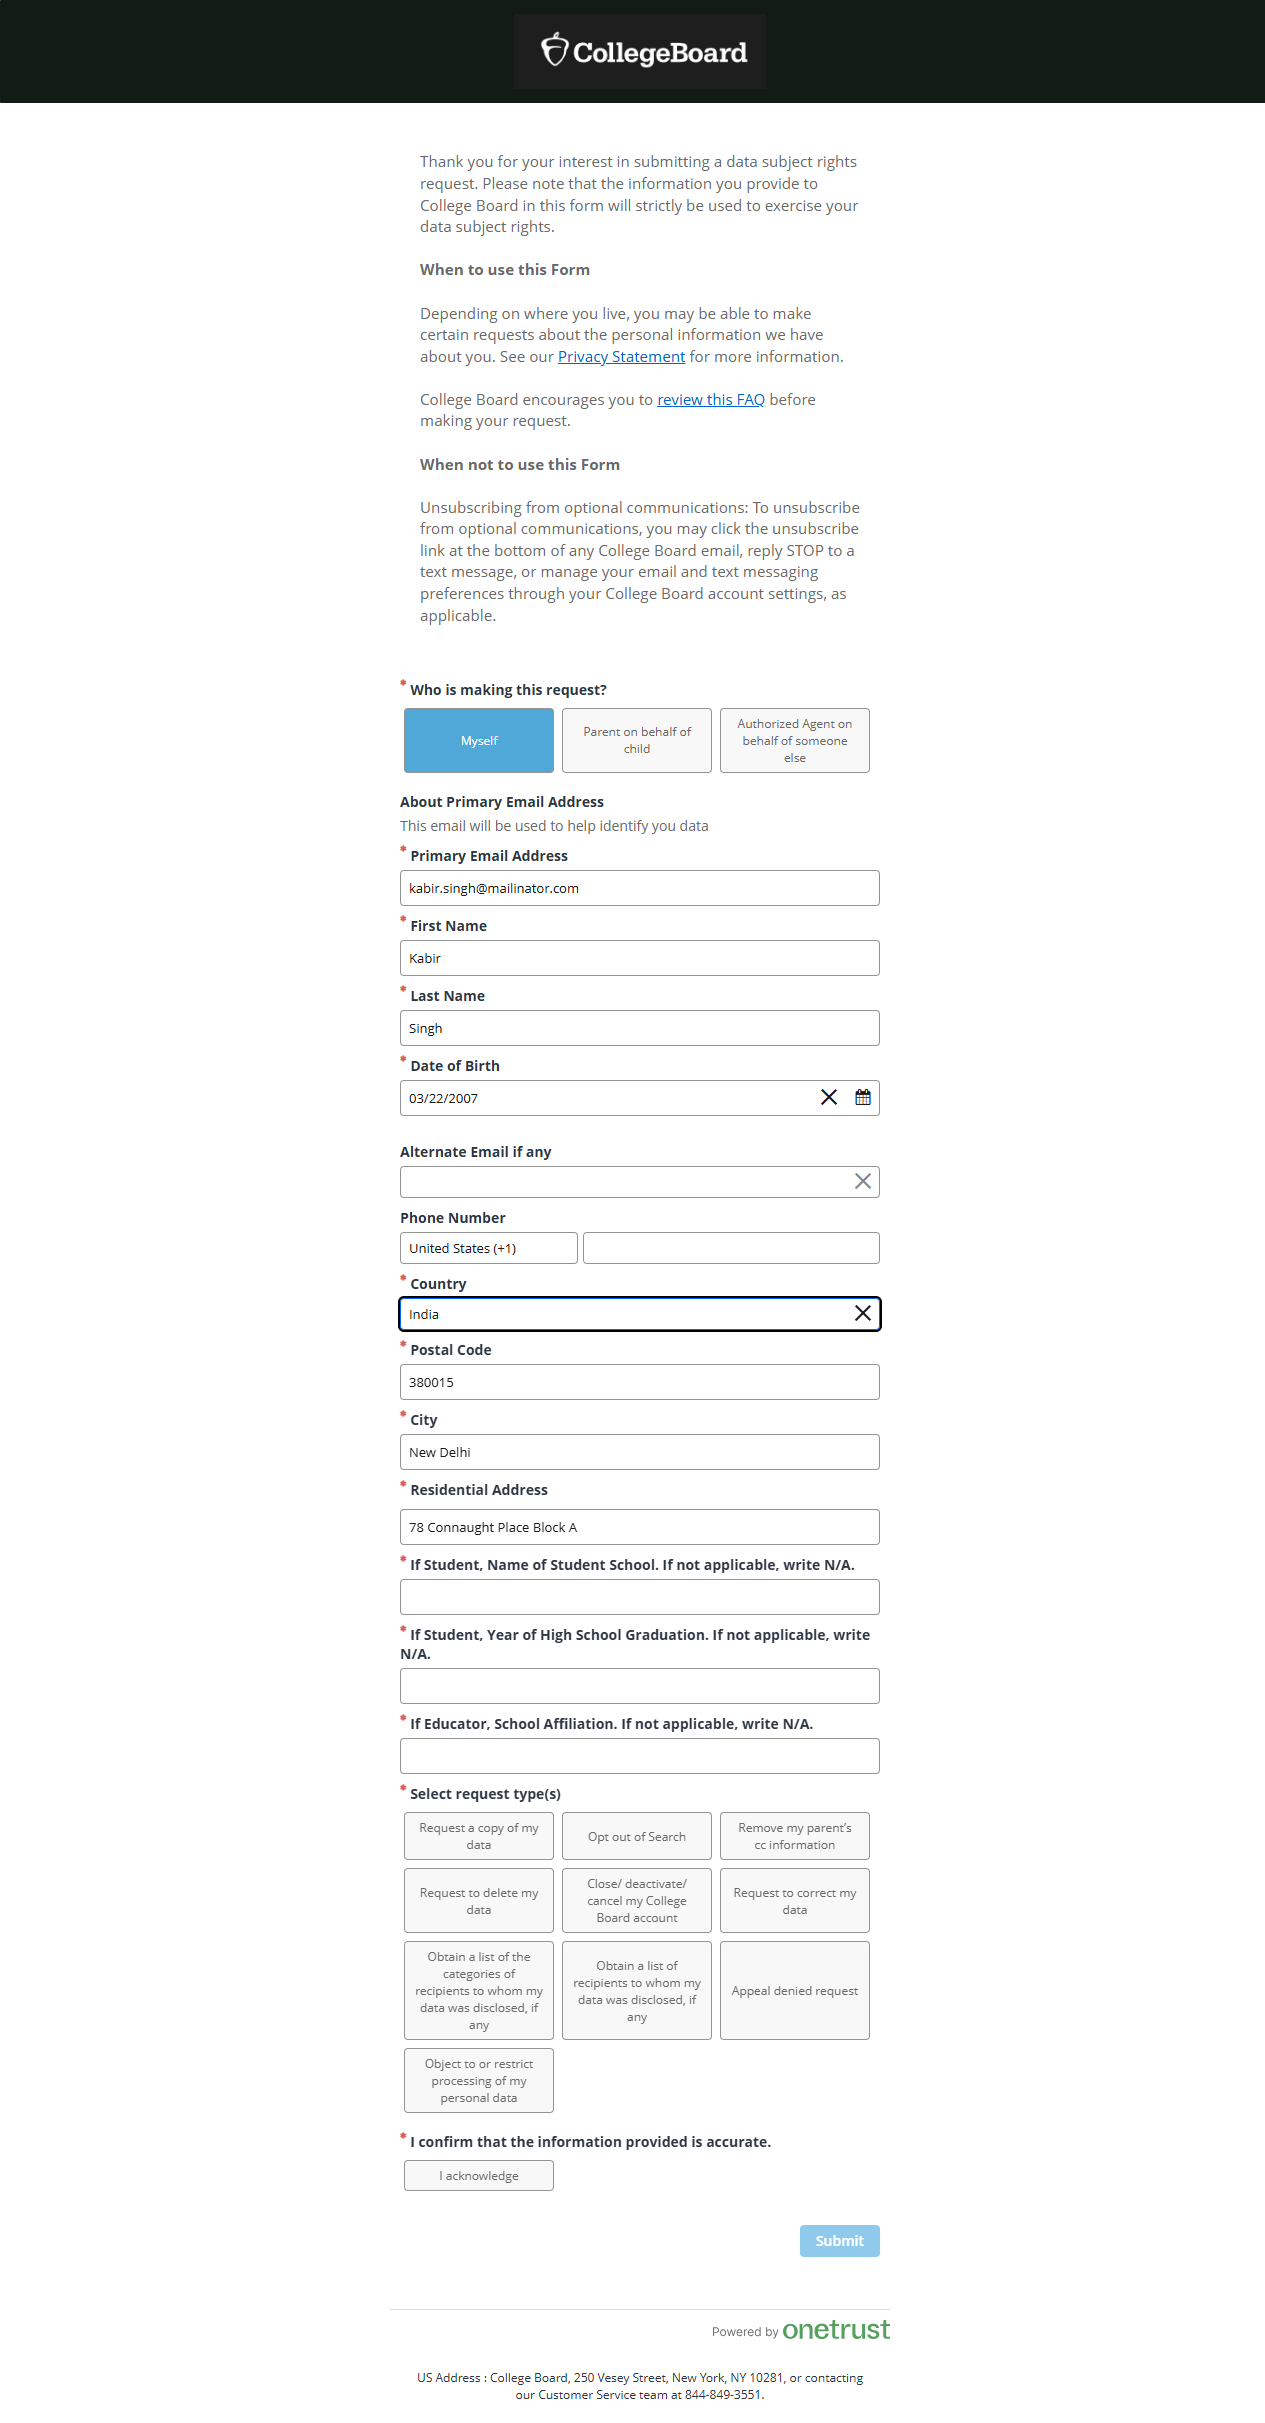 CollegeBoard
Thank you for your interest in submitting a data subject rights
request. Please note that the information you provide to
College Board in this form will strictly be used to exercise your
data subject rights.
When to use this Form
Depending on where you live, you may be able to make
certain requests about the personal information we have
about you. See our Privacy Statement for more information.
College Board encourages you to review this FAQ before
making your request.
When not to use this Form
Unsubscribing from optional communications: To unsubscribe
from optional communications, you may click the unsubscribe
link at the bottom of any College Board email, reply STOP to a
text message, or manage your email and text messaging
preferences through your College Board account settings, as
applicable.
* Who is making this request?
Myself
Parent on behalf of
child
Authorized Agent on
behalf of someone
else
About Primary Email Address
This email will be used to help identify you data
* Primary Email Address
kabir.singh@mailinator.com
* First Name
Kabir
* Last Name
Singh
* Date of Birth
03/22/2007
Alternate Email if any
Phone Number
United States (+1)
* Country
India
* Postal Code
380015
* City
New Delhi
* Residential Address
78 Connaught Place Block A
* If Student, Name of Student School. If not applicable, write N/A.
* If Student, Year of High School Graduation. If not applicable, write
N/A.
* If Educator, School Affiliation. If not applicable, write N/A.
* Select request type(s)
Request a copy of my
data
Opt out of Search
Remove my parent's
cc information
Request to delete my
data
Close/ deactivate/
cancel my College
Board account
Request to correct my
data
Obtain a list of the
categories of
recipients to whom my
data was disclosed, if
any
Obtain a list of
recipients to whom my
data was disclosed, if
any
Appeal denied request
Object to or restrict
processing of my
personal data
* I confirm that the information provided is accurate.
I acknowledge
Submit
Powered by onetrust
US Address : College Board, 250 Vesey Street, New York, NY 10281, or contacting
our Customer Service team at 844-849-3551.